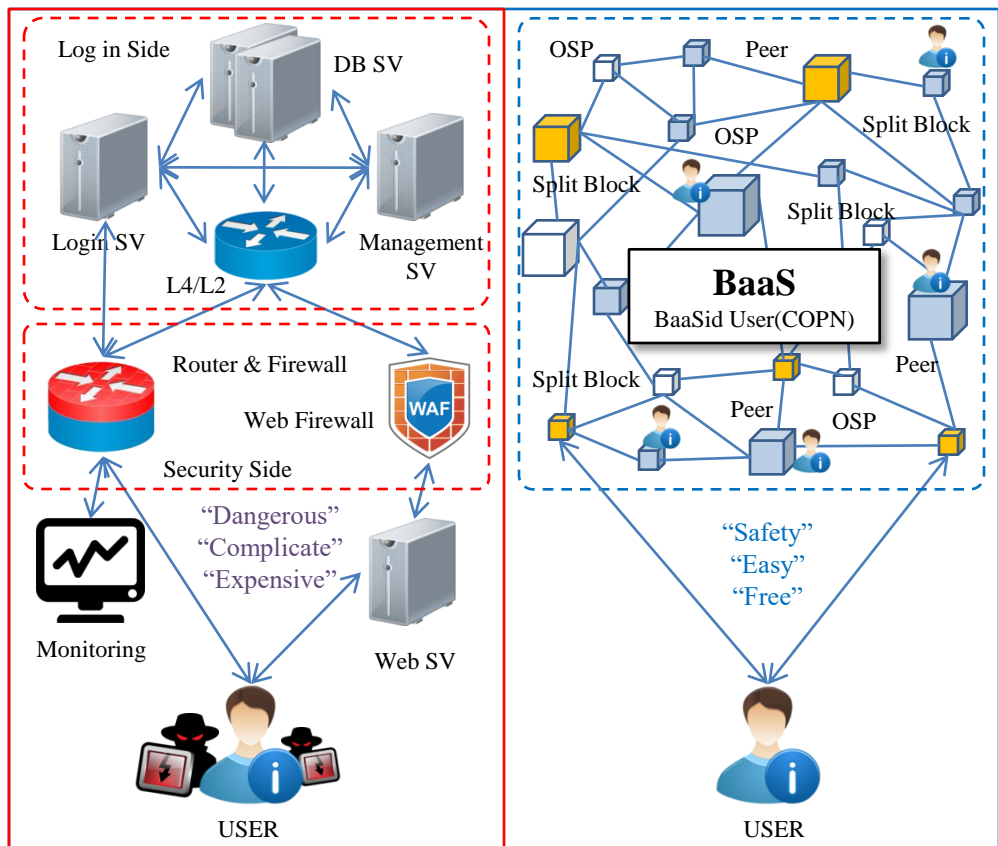 Log in Side
DB SV
Login SV
Management
SV
L4/L2
Router & Firewall
Web Firewall
WAF
Security Side
“Dangerous”
“Complicate”
“Expensive”
Monitoring
Web SV
i
USER
OSP
Peer
i
OSP
Split Block
Split Block
i
Split Block
i
BaaS
BaaSid User(COPN)
Peer
Split Block
Peer
OSP
i
i
“Safety”
“Easy”
“Free”
i
USER